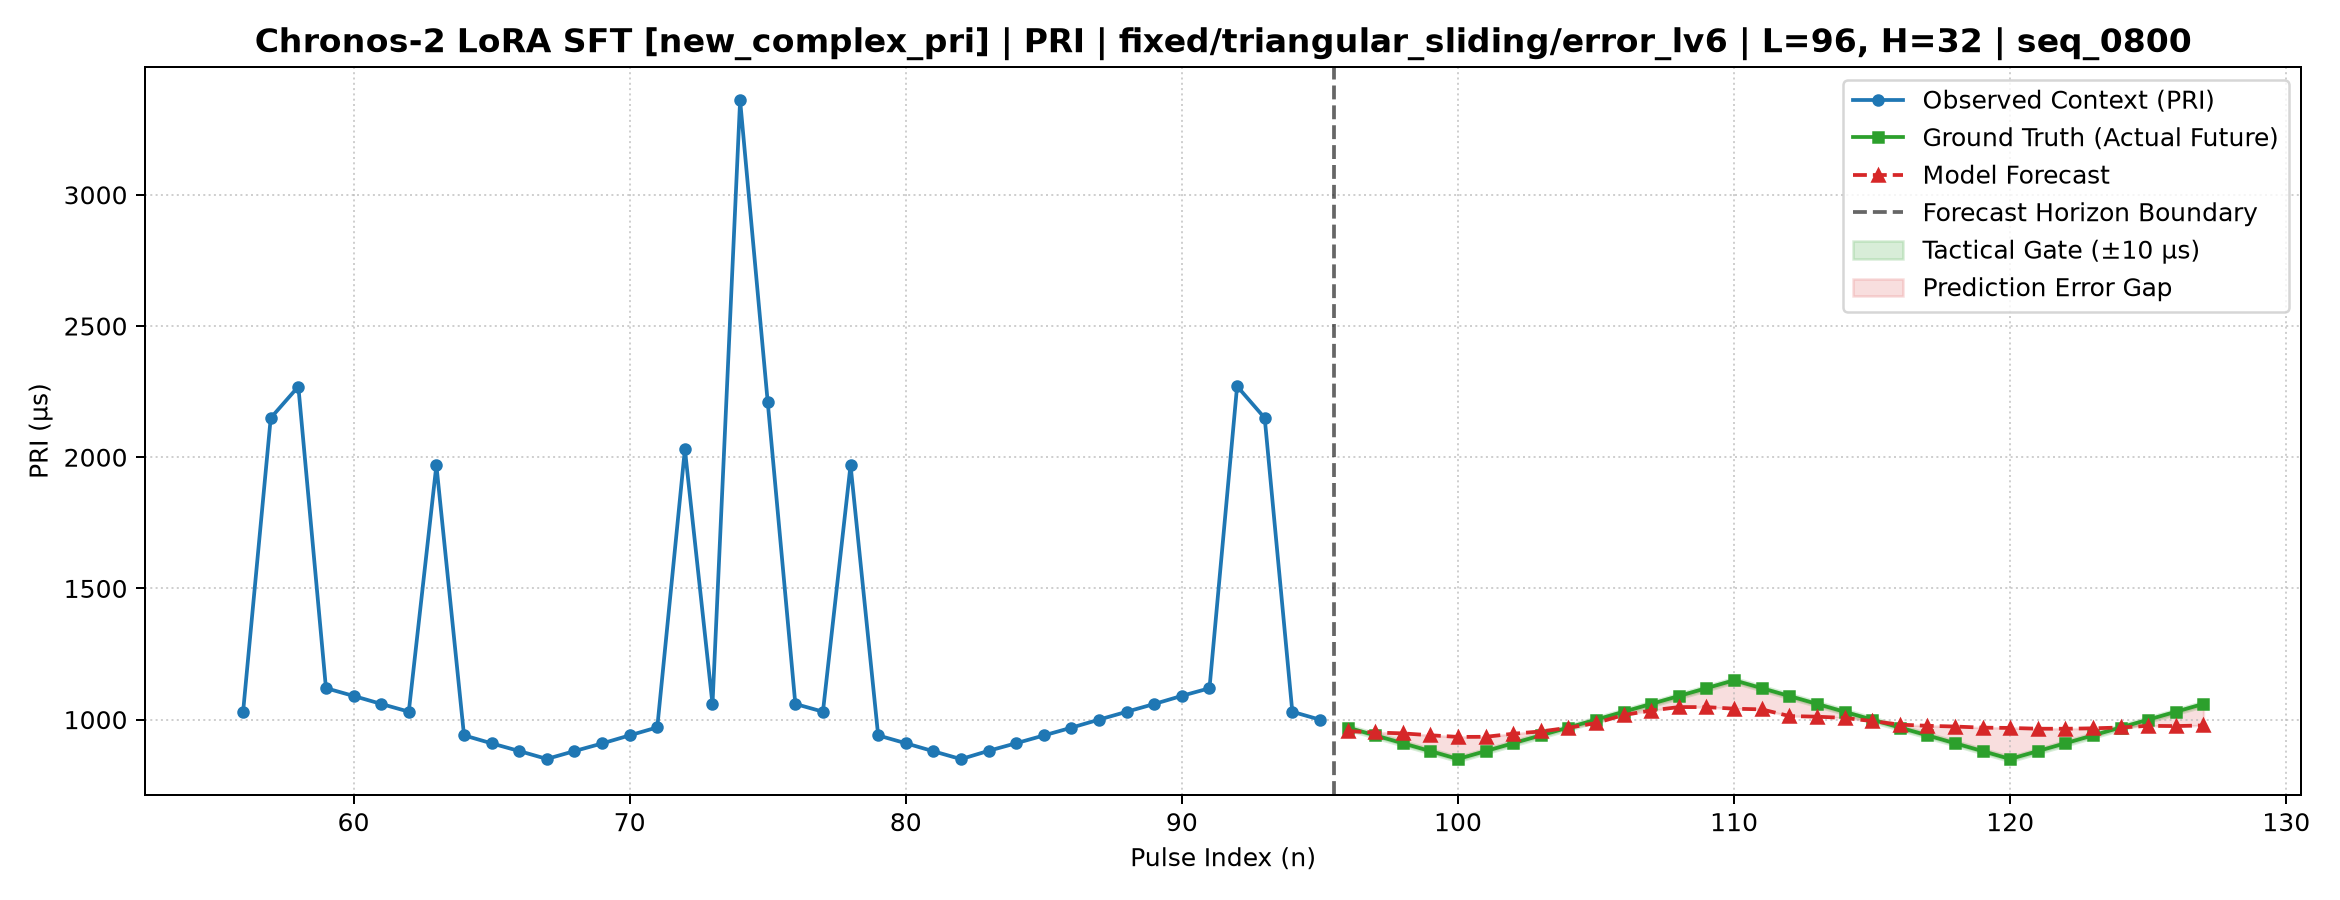 Chronos-2 LoRA SFT [new_complex_pri] | PRI | fixed/triangular_sliding/error_lv6 | L=96, H=32 | seq_0800
Observed Context (PRI)
Ground Truth (Actual Future)
Model Forecast
Forecast Horizon Boundary
Tactical Gate (±10 µs)
Prediction Error Gap
PRI (µs)
3000
2500
2000
1500
1000
60 70 80 90 100 110 120 130
Pulse Index (n)